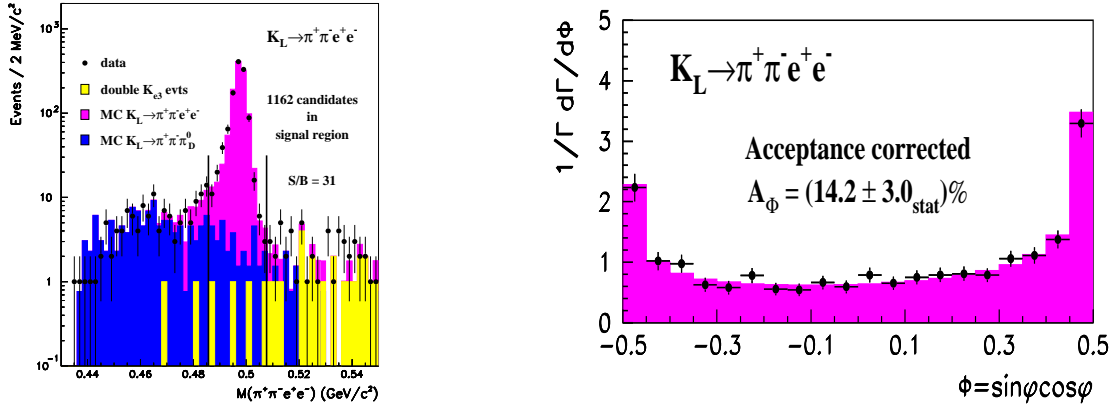 Events / 2 MeV/c²
10³
10²
10
1
10⁻¹
K_L→π⁺π⁻e⁺e⁻
data
double K_e3 evts
MC K_L→π⁺π⁻e⁺e⁻
MC K_L→π⁺π⁻π⁰_D
1162 candidates
in
signal region
S/B = 31
0.44 0.46 0.48 0.5 0.52 0.54
M(π⁺π⁻e⁺e⁻) (GeV/c²)
1/Γ dΓ/dΦ
5
4
3
2
1
0
K_L→π⁺π⁻e⁺e⁻
Acceptance corrected
A_Φ = (14.2 ± 3.0_stat)%
-0.5 -0.3 -0.1 0.1 0.3 0.5
Φ=sinφcosφ